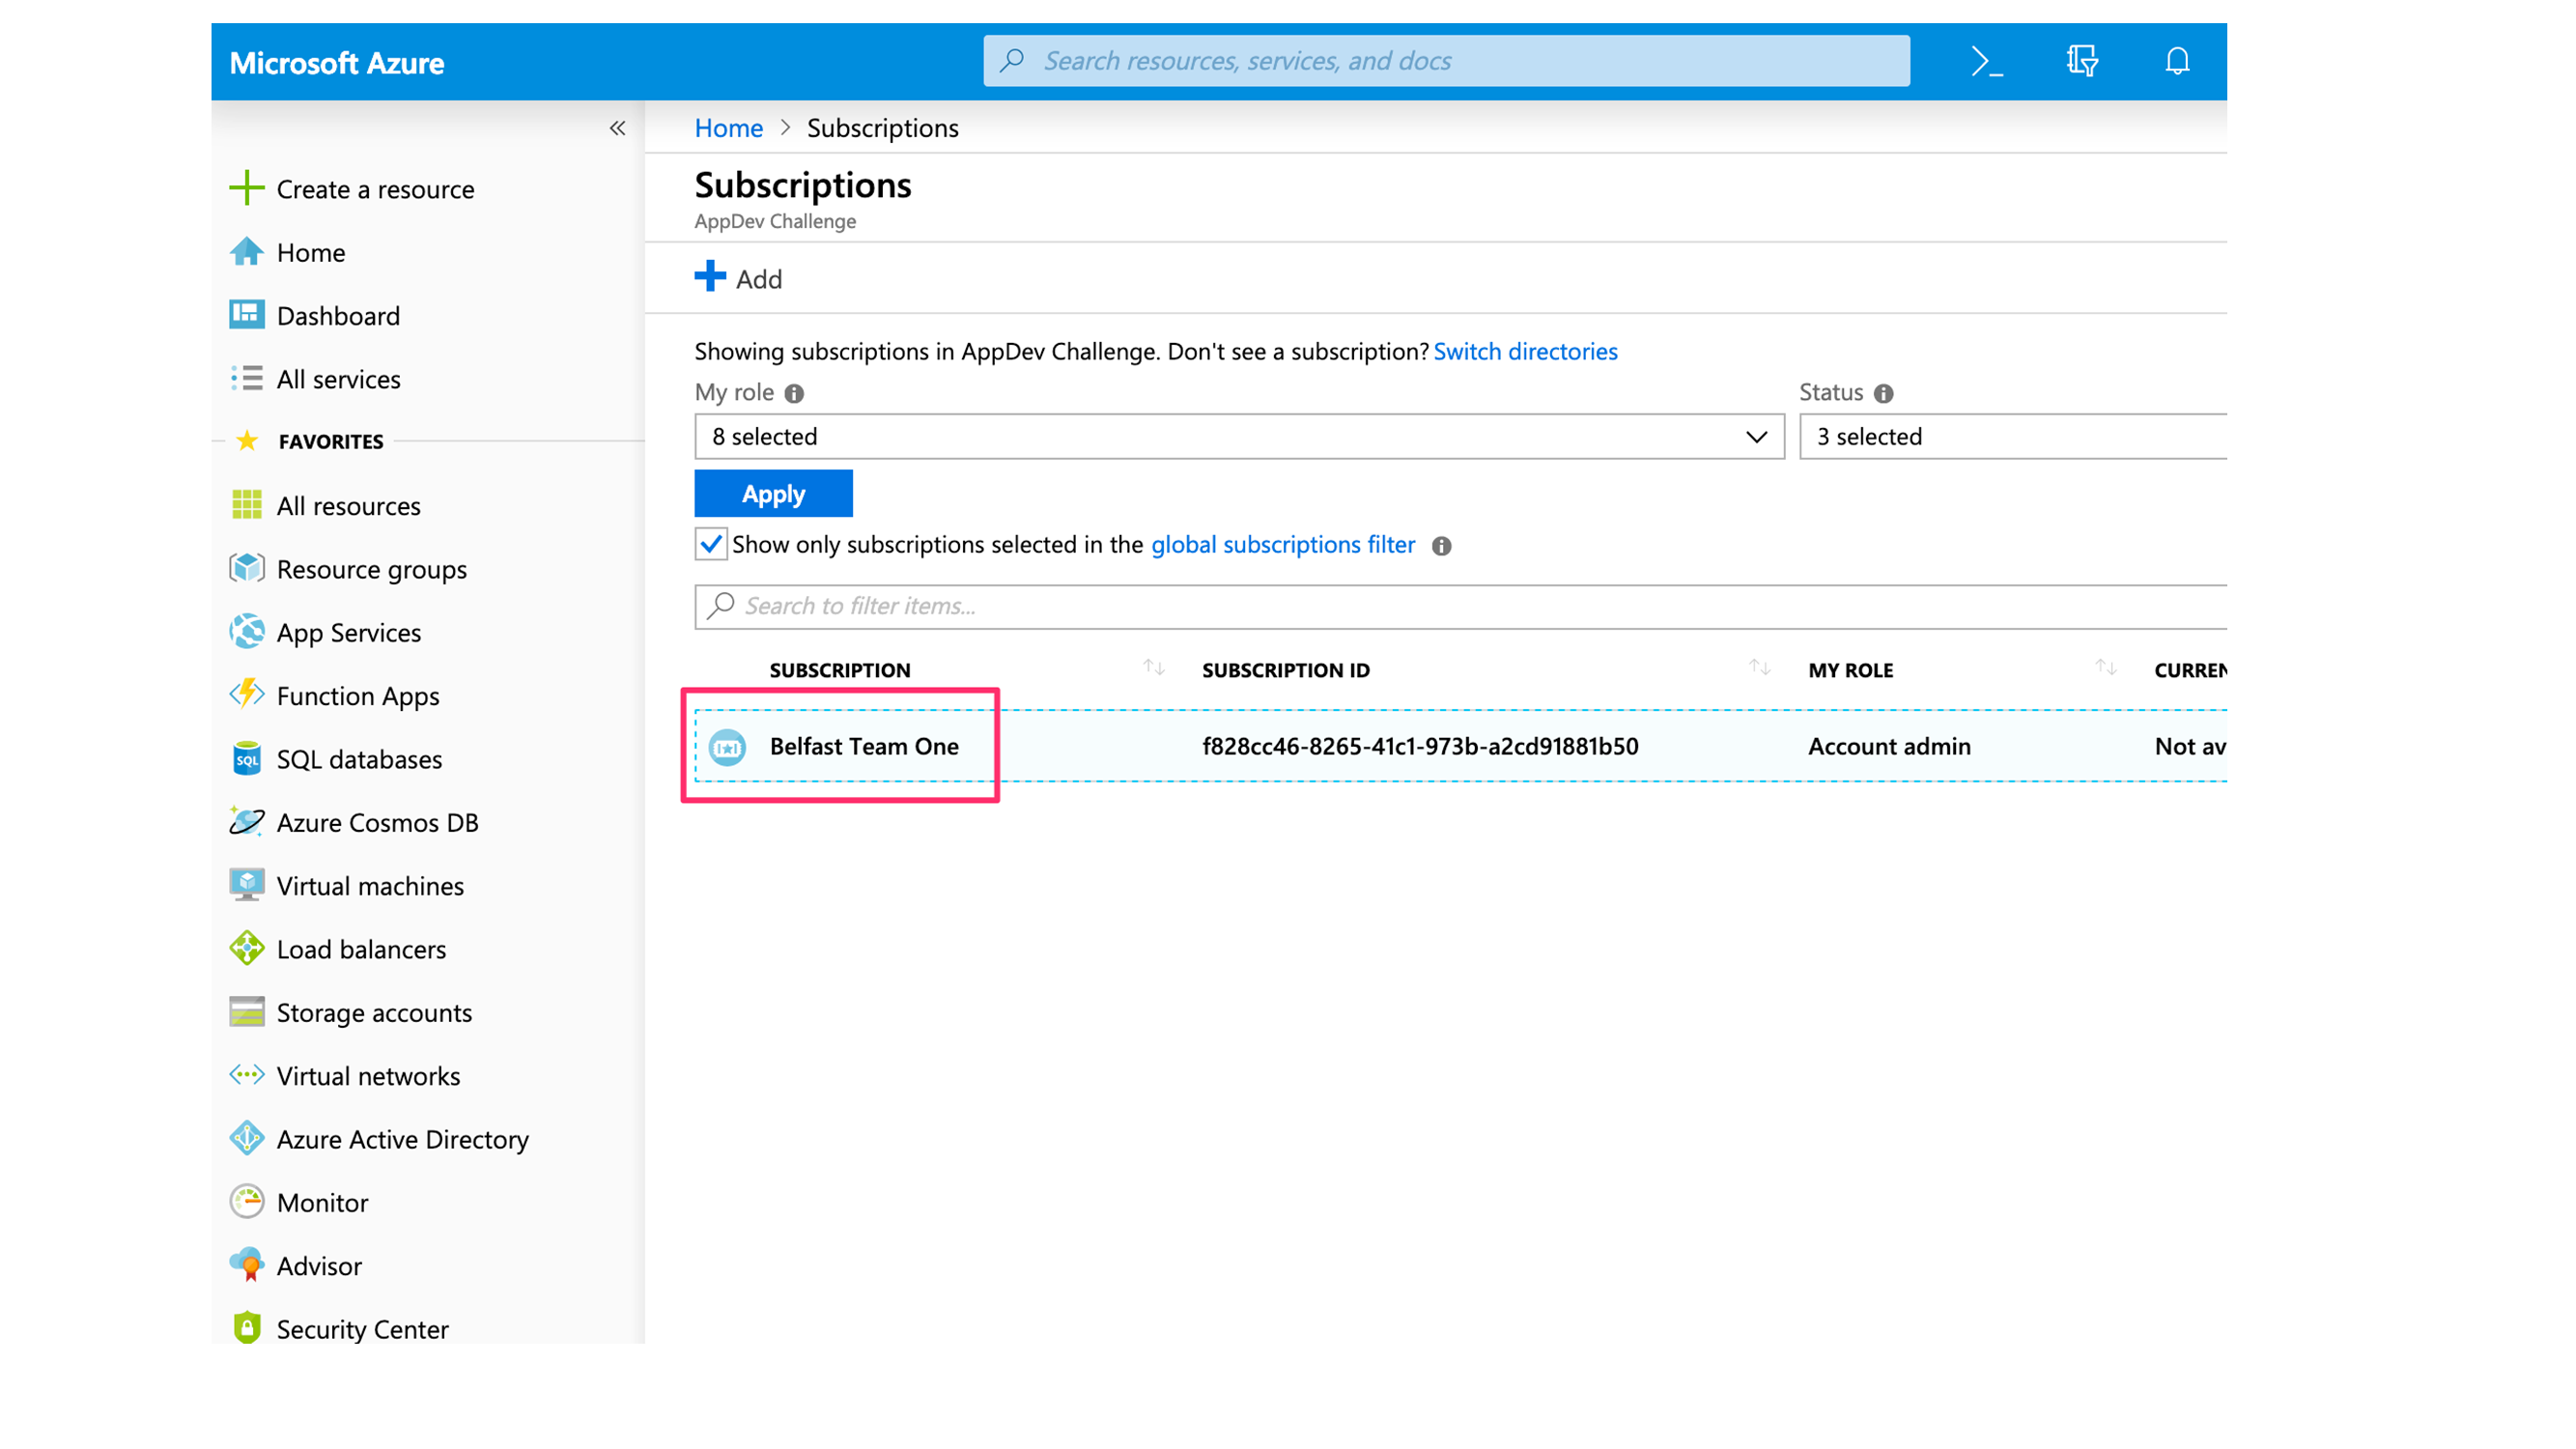 Microsoft Azure
Search resources, services, and docs
Create a resource
Home
Dashboard
All services
FAVORITES
All resources
Resource groups
App Services
Function Apps
SQL databases
Azure Cosmos DB
Virtual machines
Load balancers
Storage accounts
Virtual networks
Azure Active Directory
Monitor
Advisor
Security Center
Home > Subscriptions
Subscriptions
AppDev Challenge
Add
Showing subscriptions in AppDev Challenge. Don't see a subscription? Switch directories
My role
Status
8 selected
3 selected
Apply
Show only subscriptions selected in the global subscriptions filter
Search to filter items...
SUBSCRIPTION SUBSCRIPTION ID MY ROLE CURREN
Belfast Team One f828cc46-8265-41c1-973b-a2cd91881b50 Account admin Not av